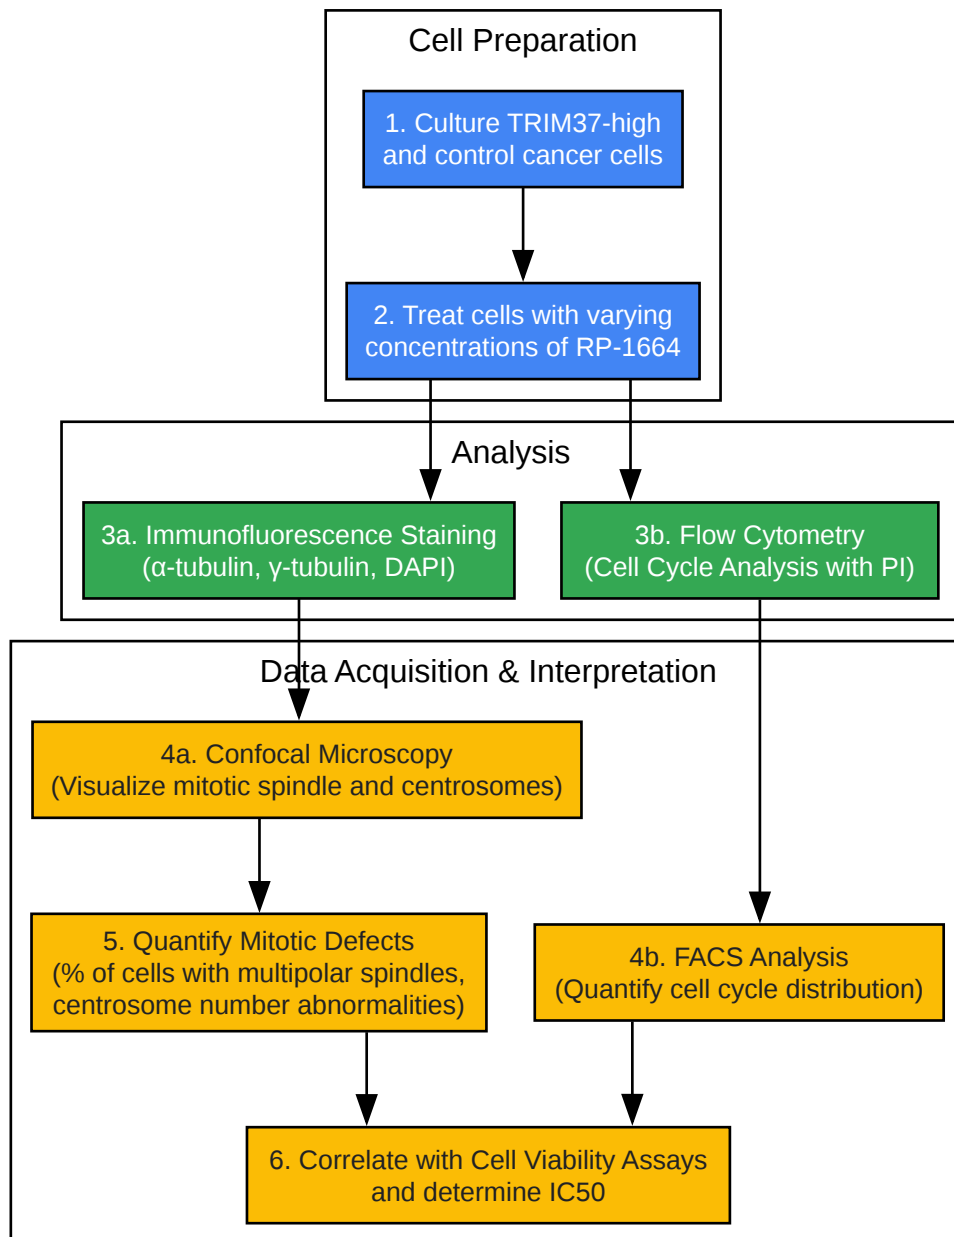 Cell Preparation
1. Culture TRIM37-high
and control cancer cells
2. Treat cells with varying
concentrations of RP-1664
Analysis
3a. Immunofluorescence Staining
(α-tubulin, γ-tubulin, DAPI)
3b. Flow Cytometry
(Cell Cycle Analysis with PI)
Data Acquisition & Interpretation
4a. Confocal Microscopy
(Visualize mitotic spindle and centrosomes)
5. Quantify Mitotic Defects
(% of cells with multipolar spindles,
centrosome number abnormalities)
4b. FACS Analysis
(Quantify cell cycle distribution)
6. Correlate with Cell Viability Assays
and determine IC50